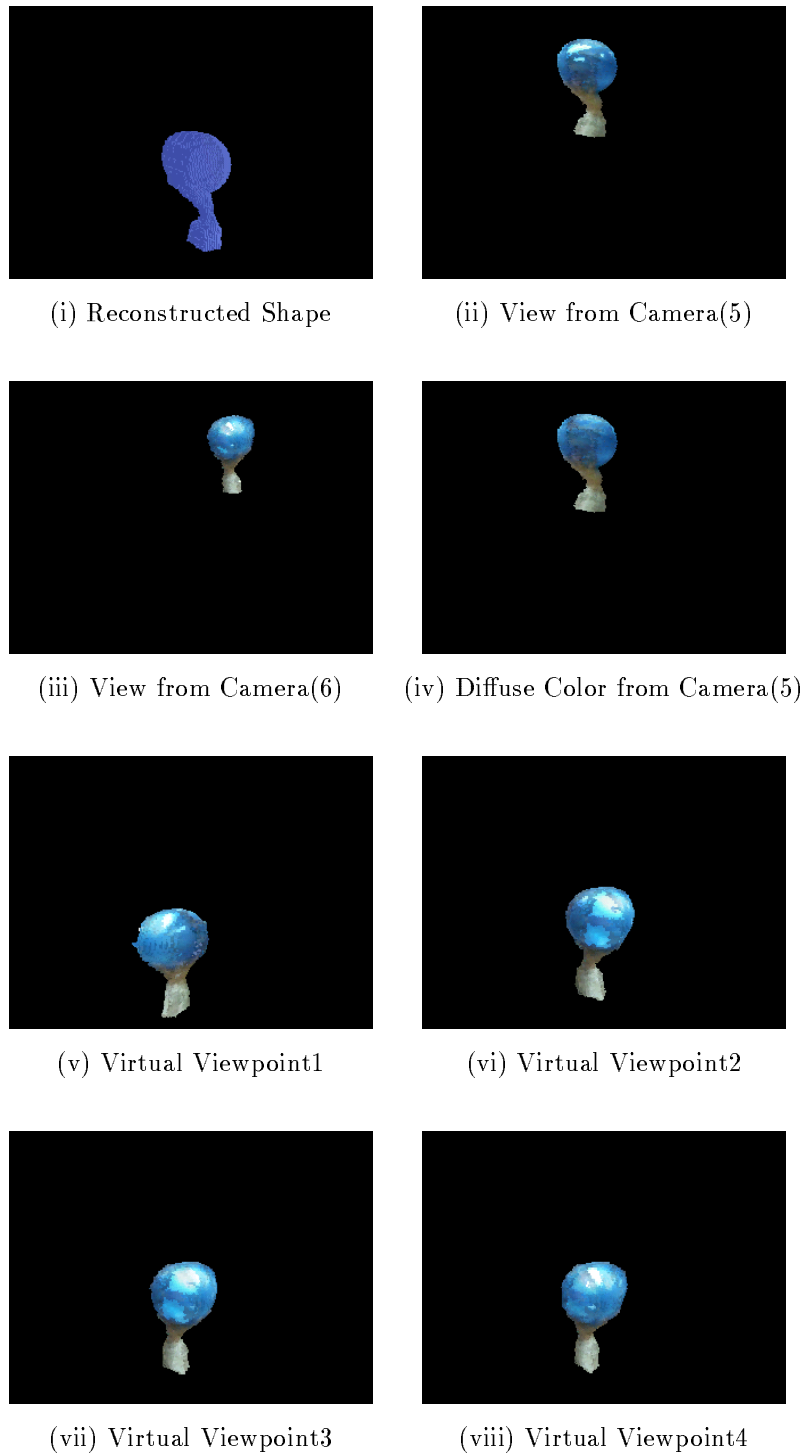 (i) Reconstructed Shape
(ii) View from Camera(5)
(iii) View from Camera(6)
(iv) Diffuse Color from Camera(5)
(v) Virtual Viewpoint1
(vi) Virtual Viewpoint2
(vii) Virtual Viewpoint3
(viii) Virtual Viewpoint4